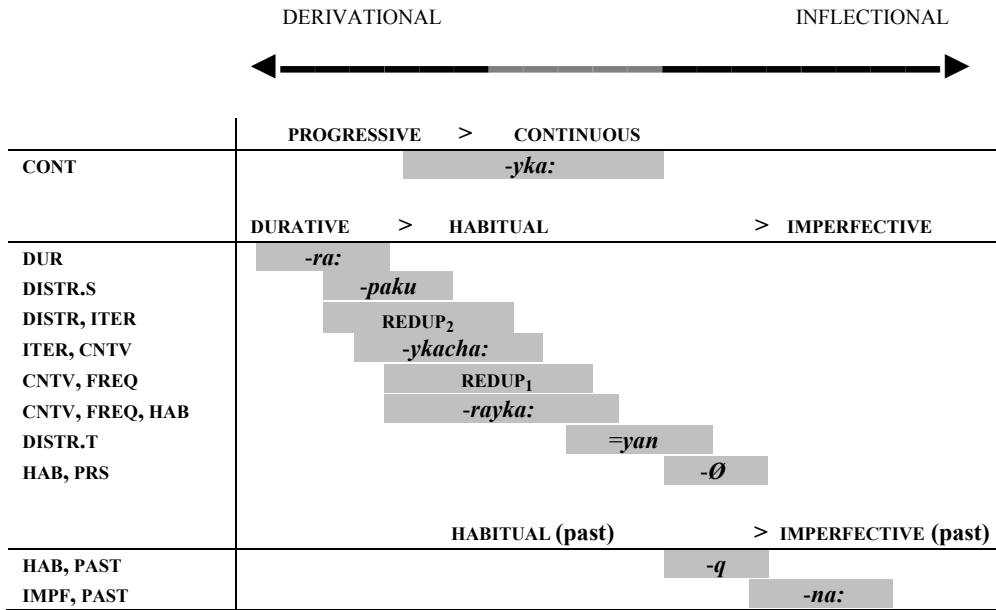 DERIVATIONAL INFLECTIONAL
PROGRESSIVE > CONTINUOUS
CONT -yka:
DURATIVE > HABITUAL > IMPERFECTIVE
DUR -ra:
DISTR.S -paku
DISTR, ITER REDUP₂
ITER, CNTV -ykacha:
CNTV, FREQ REDUP₁
CNTV, FREQ, HAB -rayka:
DISTR.T =yan
HAB, PRS -Ø
HABITUAL (past) > IMPERFECTIVE (past)
HAB, PAST -q
IMPF, PAST -na: